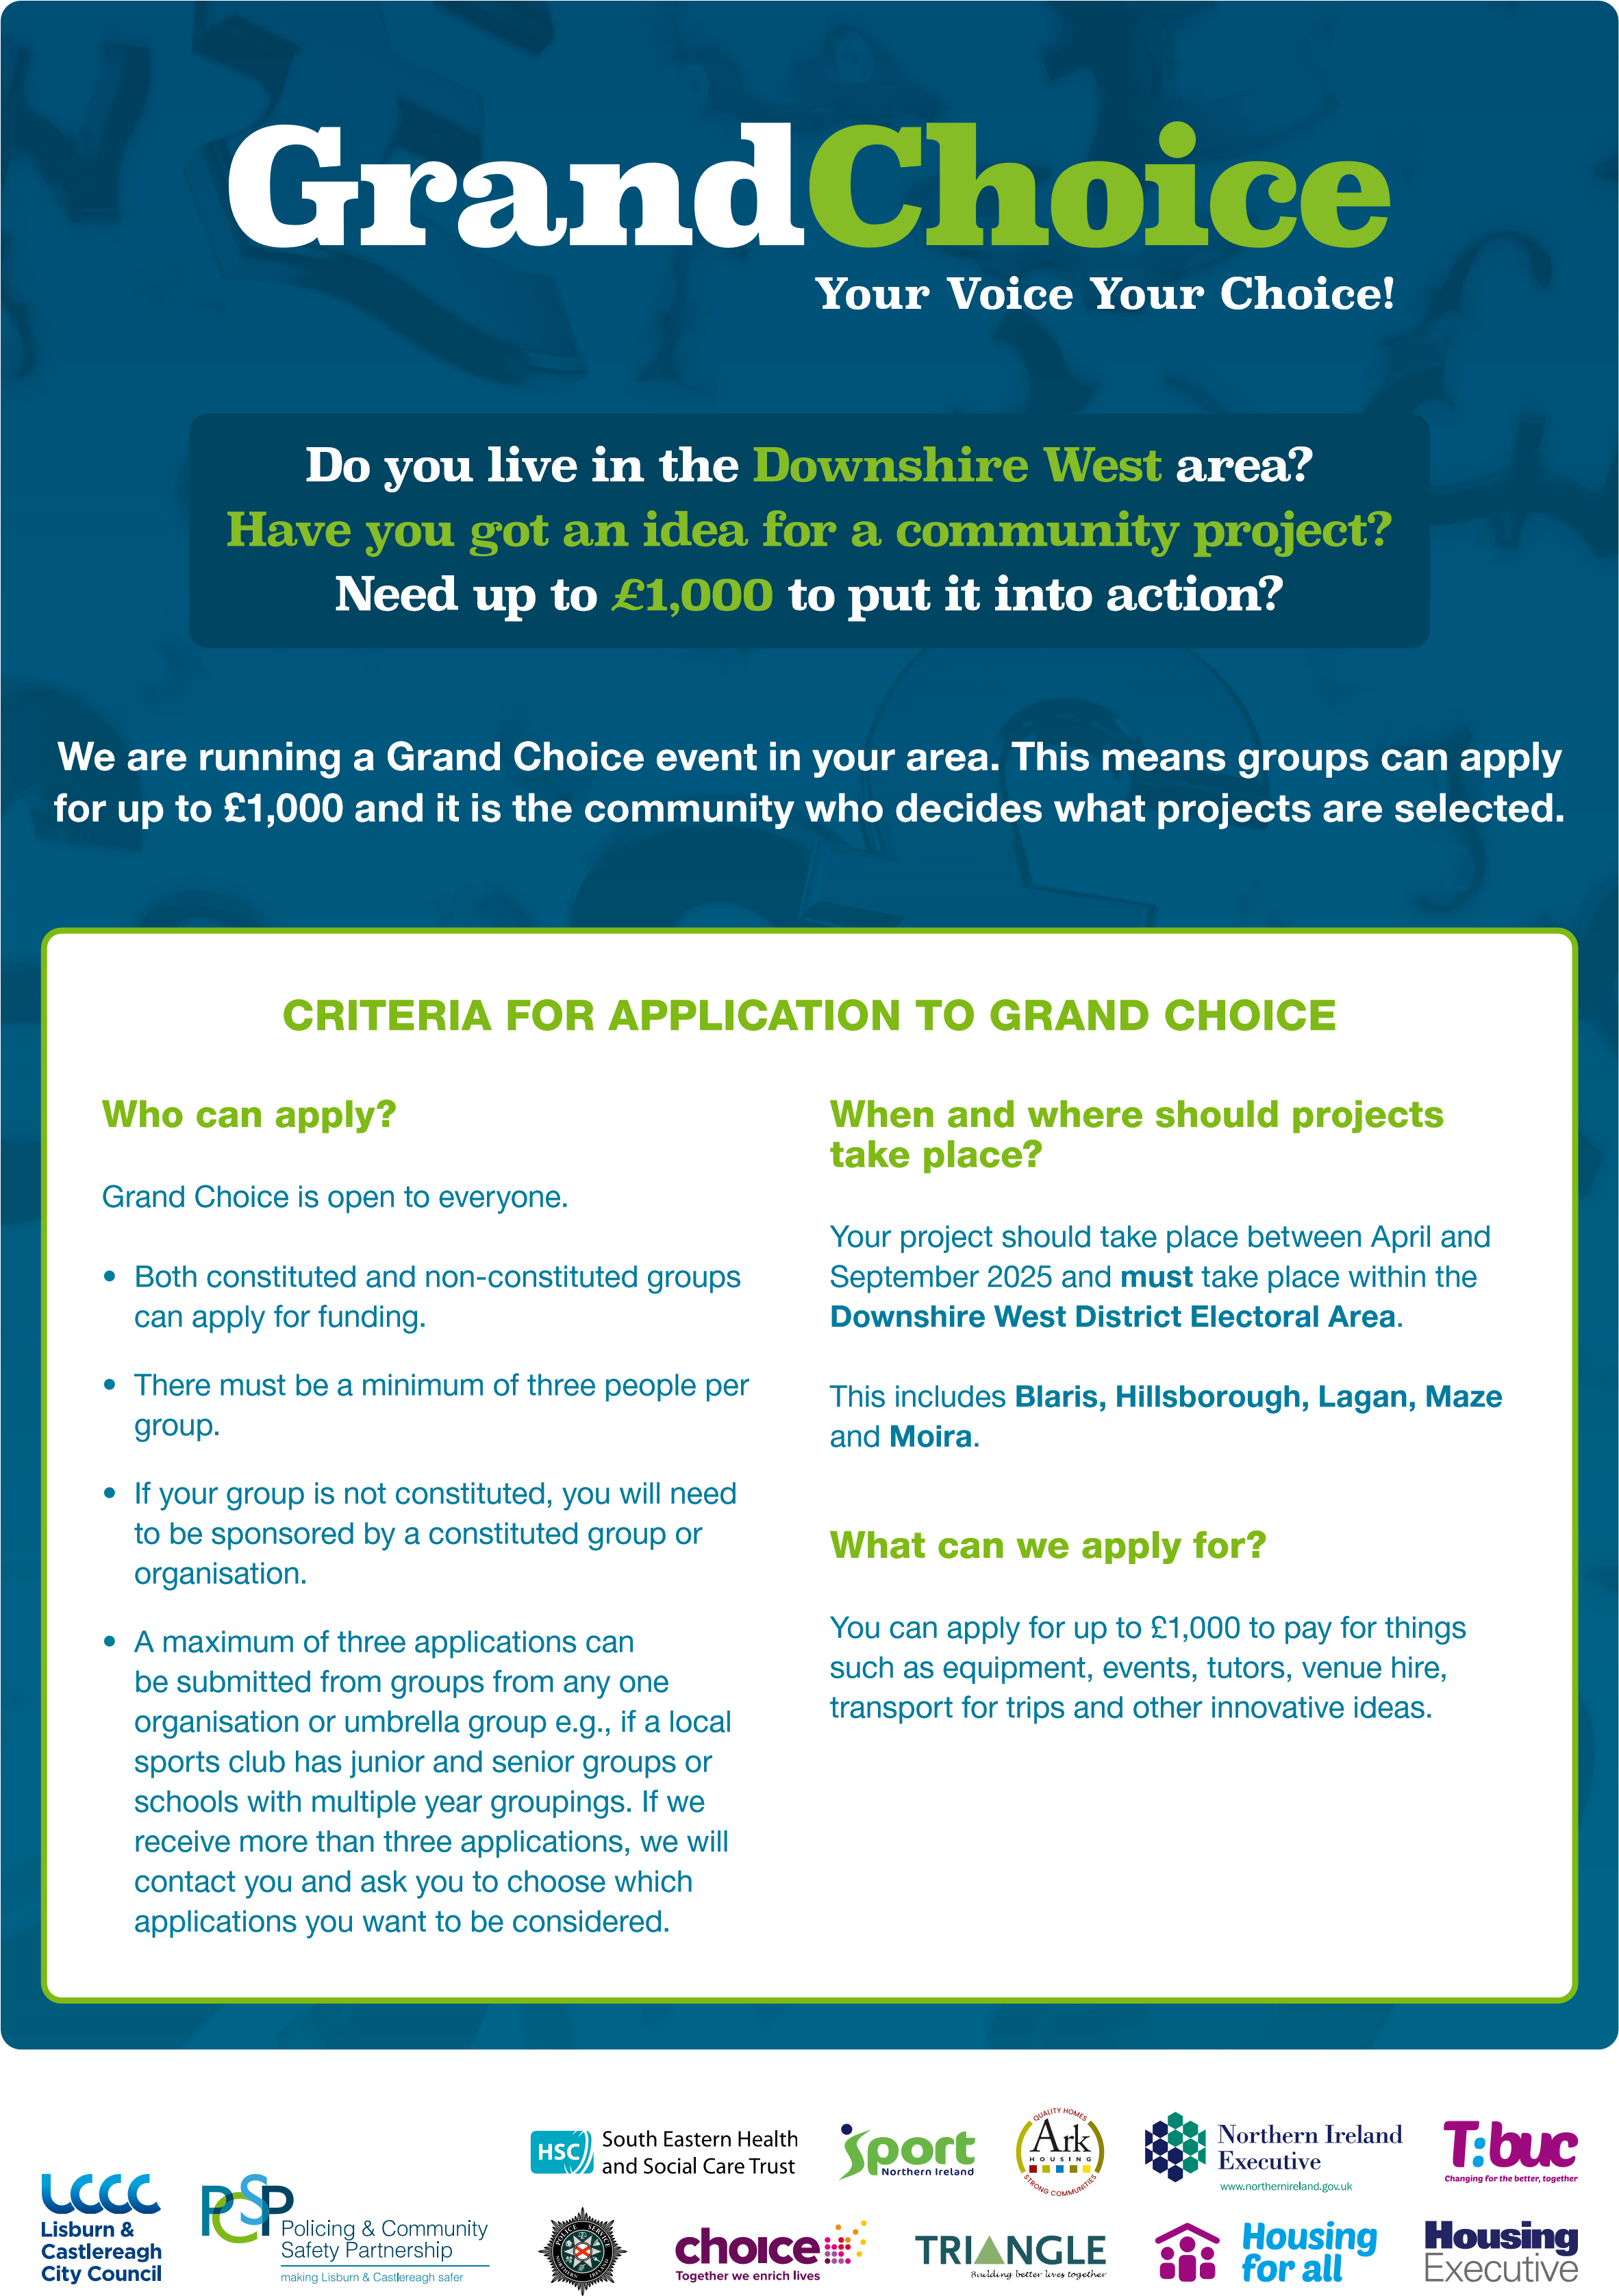 GrandChoice
Your Voice Your Choice!
Do you live in the Downshire West area?
Have you got an idea for a community project?
Need up to £1,000 to put it into action?
We are running a Grand Choice event in your area. This means groups can apply
for up to £1,000 and it is the community who decides what projects are selected.
CRITERIA FOR APPLICATION TO GRAND CHOICE
Who can apply?
Grand Choice is open to everyone.
• Both constituted and non-constituted groups
can apply for funding.
• There must be a minimum of three people per
group.
• If your group is not constituted, you will need
to be sponsored by a constituted group or
organisation.
• A maximum of three applications can
be submitted from groups from any one
organisation or umbrella group e.g., if a local
sports club has junior and senior groups or
schools with multiple year groupings. If we
receive more than three applications, we will
contact you and ask you to choose which
applications you want to be considered.
When and where should projects
take place?
Your project should take place between April and
September 2025 and must take place within the
Downshire West District Electoral Area.
This includes Blaris, Hillsborough, Lagan, Maze
and Moira.
What can we apply for?
You can apply for up to £1,000 to pay for things
such as equipment, events, tutors, venue hire,
transport for trips and other innovative ideas.
LCCC
Lisburn &
Castlereagh
City Council
PCSP
Policing & Community
Safety Partnership
making Lisburn & Castlereagh safer
HSC
South Eastern Health
and Social Care Trust
Sport
Northern Ireland
QUALITY HOMES
Ark
HOUSING
STRONG COMMUNITIES
Northern Ireland
Executive
www.northernireland.gov.uk
T:buc
Changing for the better, together
POLICE SERVICE
choice
Together we enrich lives
TRIANGLE
Building better lives together
Housing
for all
Housing
Executive